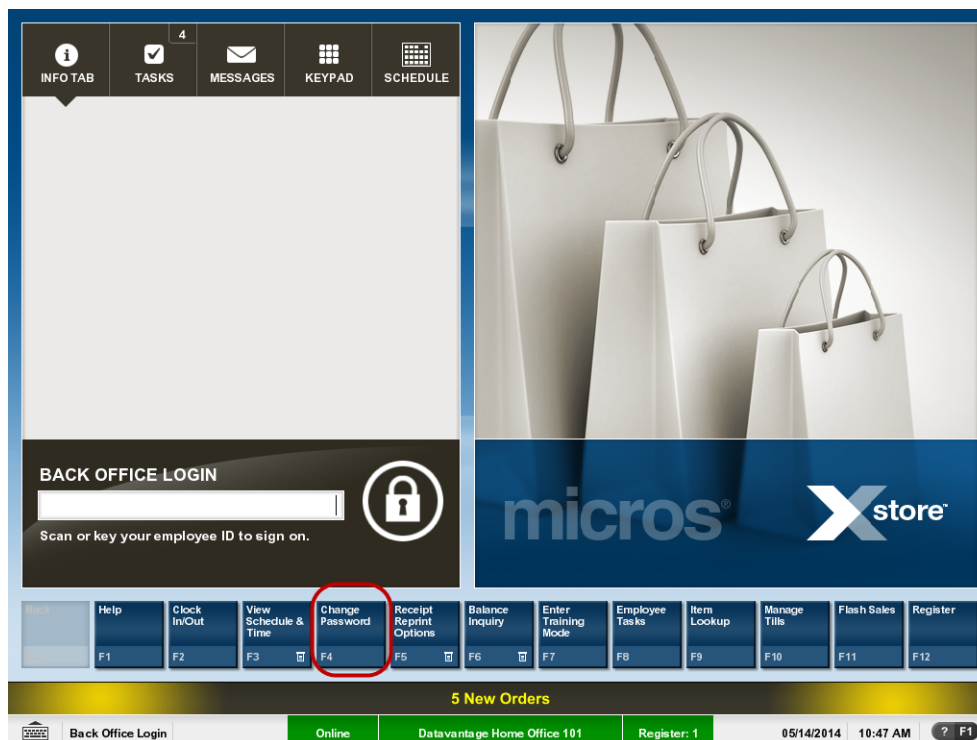 4
INFO TAB
TASKS
MESSAGES
KEYPAD
SCHEDULE
BACK OFFICE LOGIN
Scan or key your employee ID to sign on.
micros®
Xstore™
Back
Help
F1
Clock
In/Out
F2
View
Schedule &
Time
F3
Change
Password
F4
Receipt
Reprint
Options
F5
Balance
Inquiry
F6
Enter
Training
Mode
F7
Employee
Tasks
F8
Item
Lookup
F9
Manage
Tills
F10
Flash Sales
F11
Register
F12
5 New Orders
Back Office Login
Online
Datavantage Home Office 101
Register: 1
05/14/2014
10:47 AM
? F1